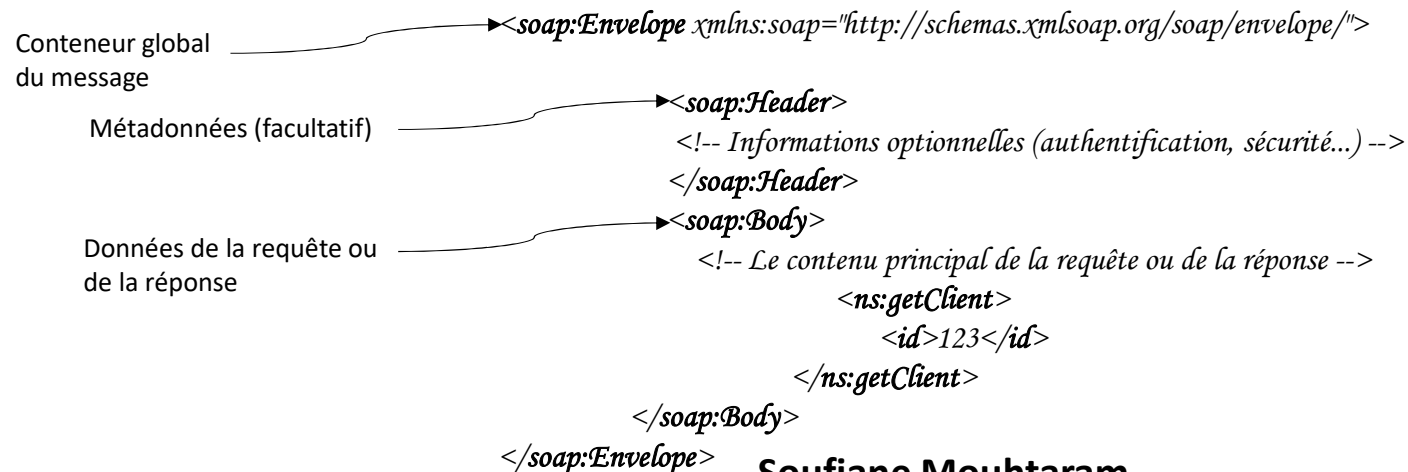 <soap:Envelope xmlns:soap="http://schemas.xmlsoap.org/soap/envelope/">
Conteneur global
du message
<soap:Header>
Métadonnées (facultatif)
<!-- Informations optionnelles (authentification, sécurité...) -->
</soap:Header>
<soap:Body>
Données de la requête ou
de la réponse
<!-- Le contenu principal de la requête ou de la réponse -->
<ns:getClient>
<id>123</id>
</ns:getClient>
</soap:Body>
</soap:Envelope>
Soufiane Mouhtaram